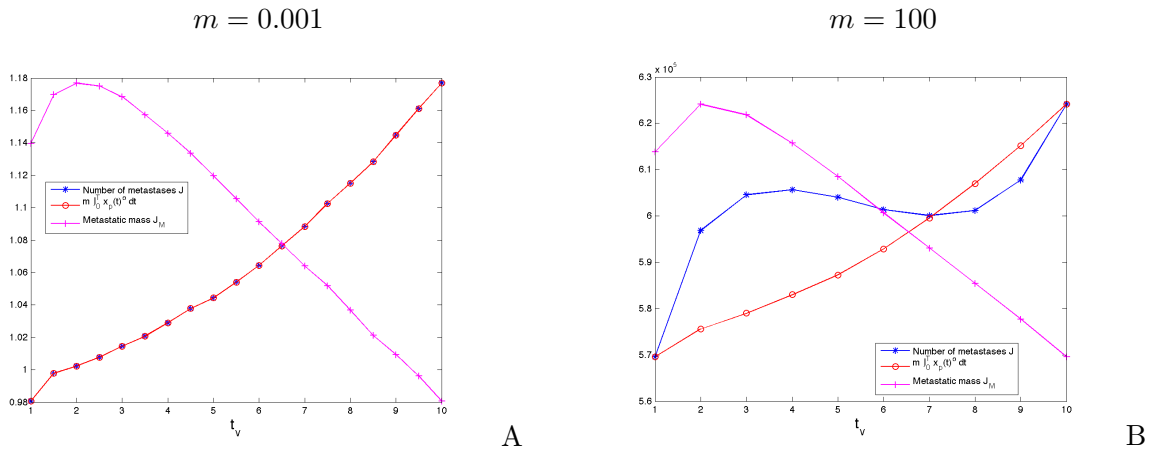 m = 0.001
1.18
1.16
1.14
1.12
1.1
1.08
1.06
1.04
1.02
1
0.98
1 2 3 4 5 6 7 8 9 10
t_v
Number of metastases J
m ∫_0^T x_p(t)^α dt
Metastatic mass J_M
A
m = 100
x 10^5
6.3
6.2
6.1
6
5.9
5.8
5.7
5.6
1 2 3 4 5 6 7 8 9 10
t_v
Number of metastases J
m ∫_0^T x_p(t)^α dt
Metastatic mass J_M
B